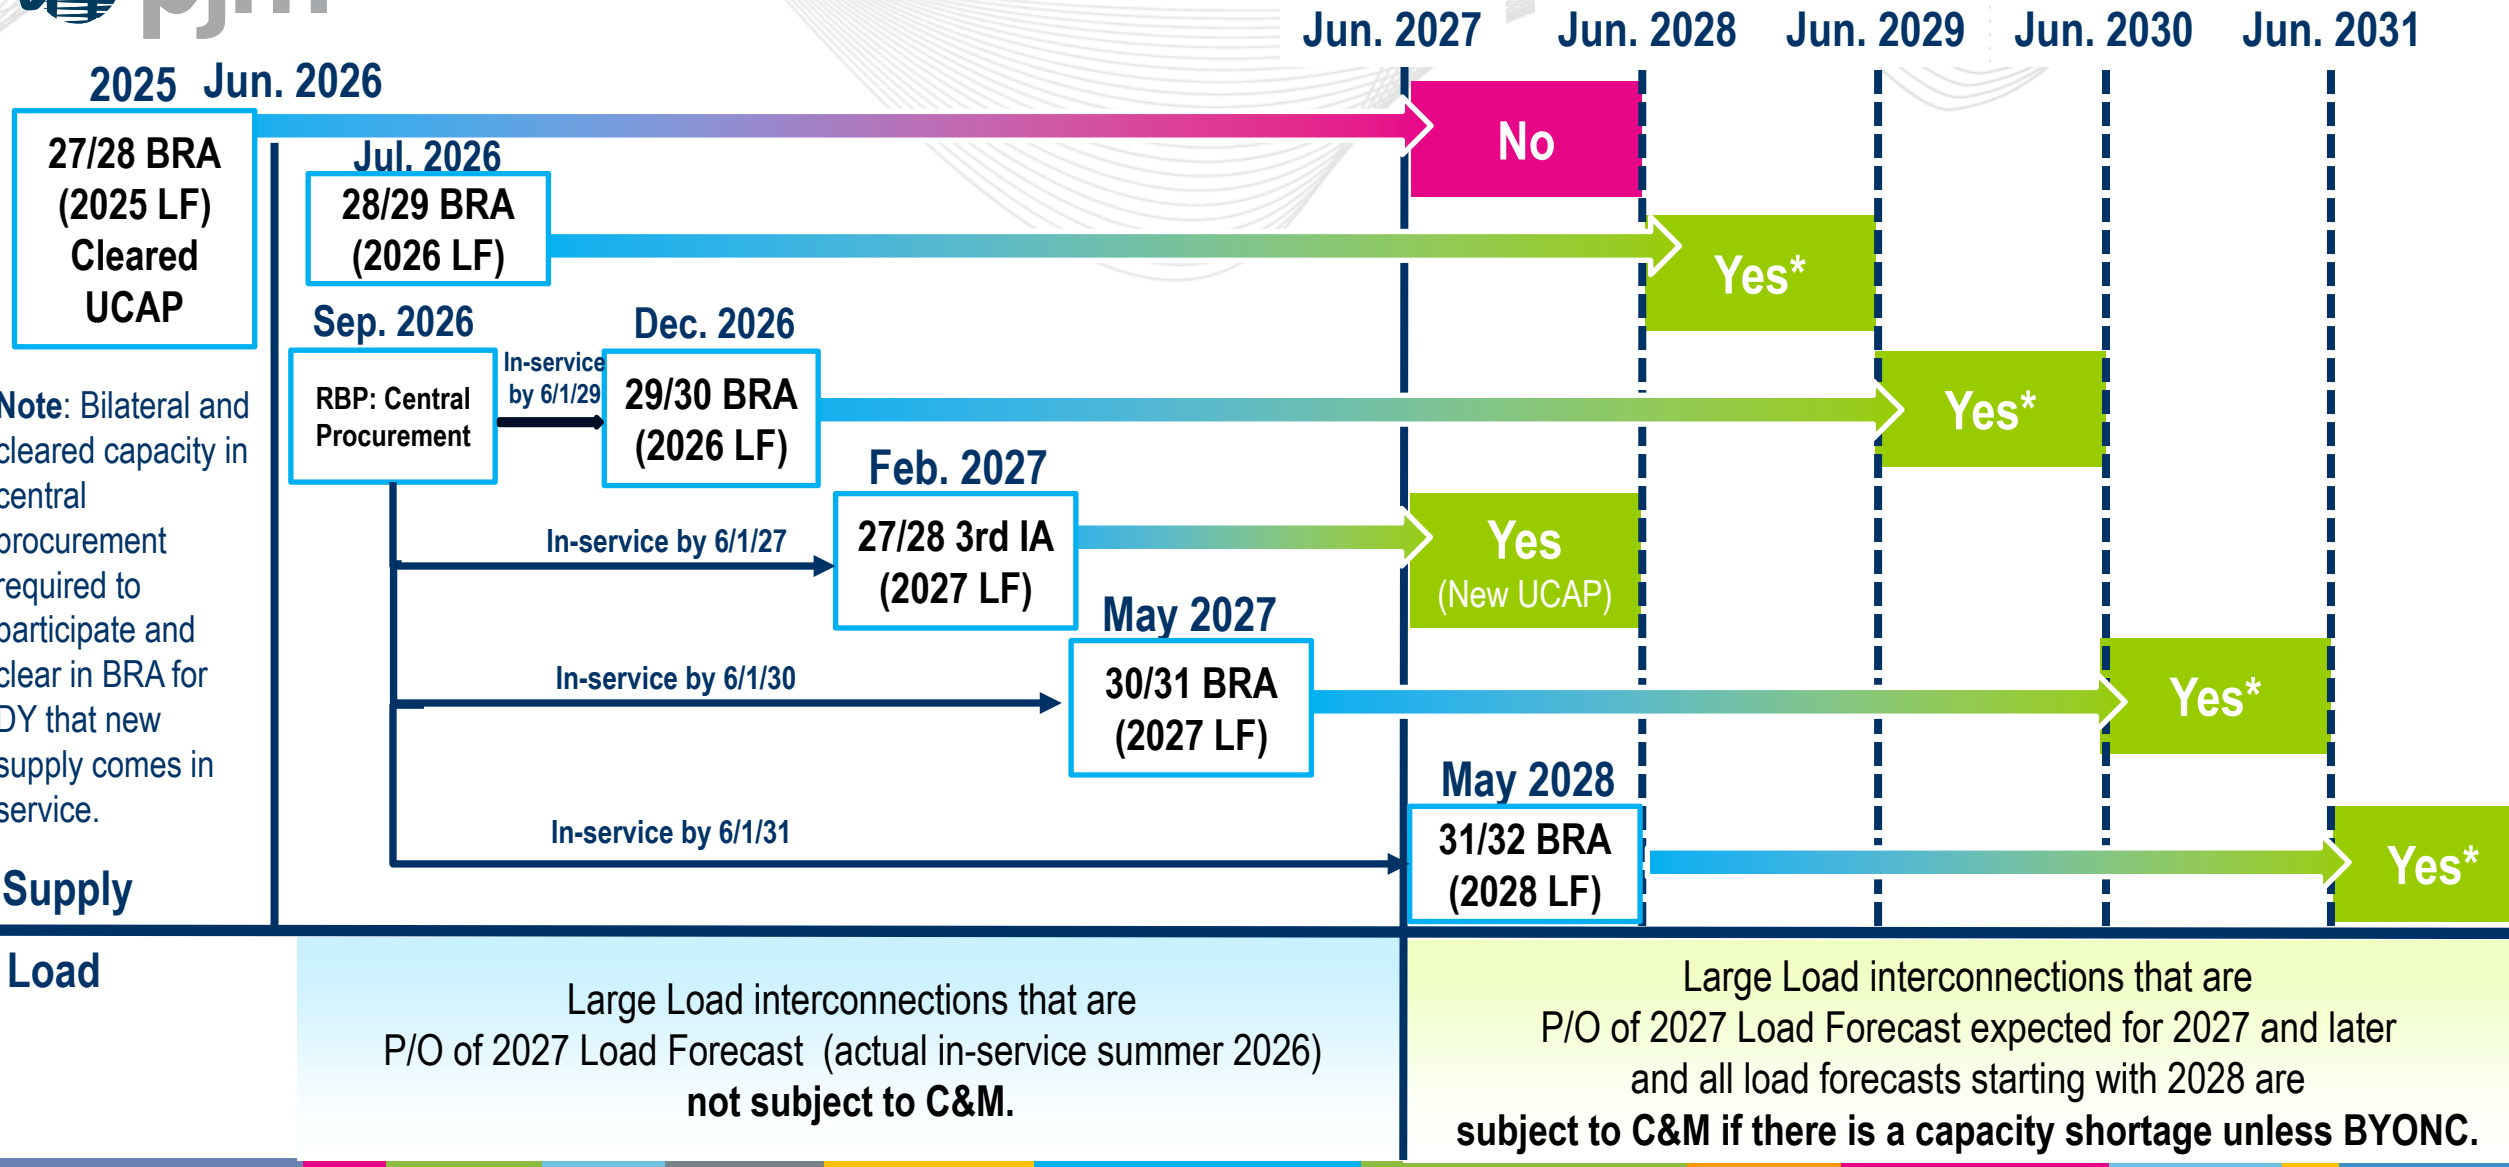 pjm
Jun. 2027
Jun. 2028
Jun. 2029
Jun. 2030
Jun. 2031
2025
Jun. 2026
27/28 BRA
(2025 LF)
Cleared
UCAP
No
Jul. 2026
28/29 BRA
(2026 LF)
Yes*
Sep. 2026
RBP: Central
Procurement
In-service
by 6/1/29
Dec. 2026
29/30 BRA
(2026 LF)
Yes*
Note: Bilateral and
cleared capacity in
central
procurement
required to
participate and
clear in BRA for
DY that new
supply comes in
service.
Feb. 2027
In-service by 6/1/27
27/28 3rd IA
(2027 LF)
Yes
(New UCAP)
May 2027
In-service by 6/1/30
30/31 BRA
(2027 LF)
Yes*
May 2028
In-service by 6/1/31
31/32 BRA
(2028 LF)
Yes*
Supply
Load
Large Load interconnections that are
P/O of 2027 Load Forecast (actual in-service summer 2026)
not subject to C&M.
Large Load interconnections that are
P/O of 2027 Load Forecast expected for 2027 and later
and all load forecasts starting with 2028 are
subject to C&M if there is a capacity shortage unless BYONC.